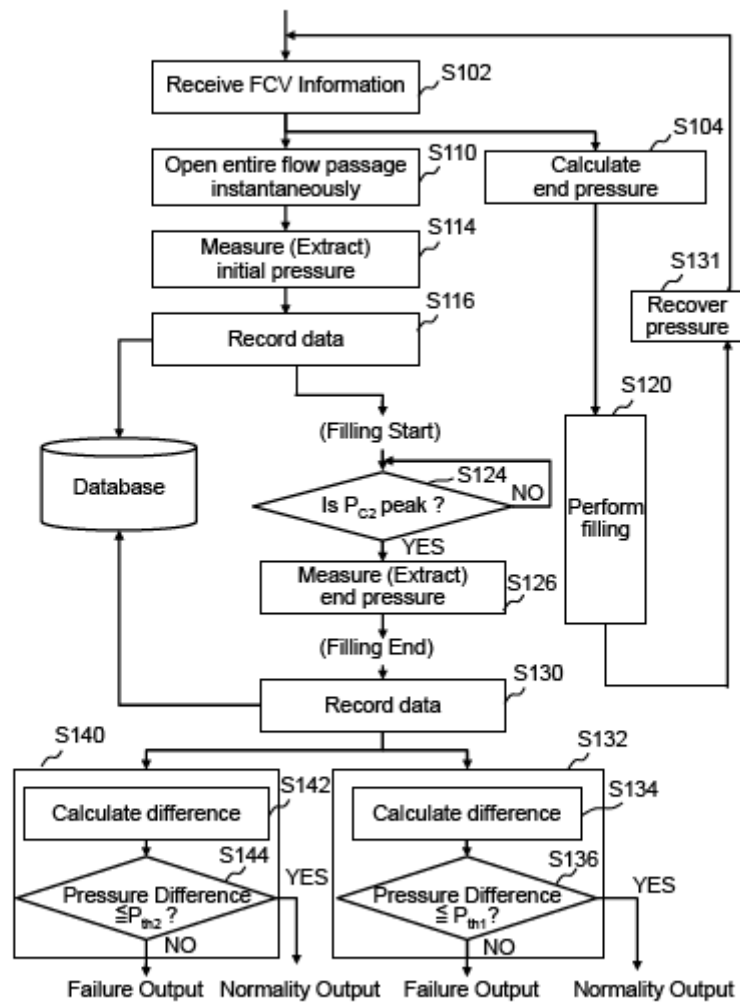 Receive FCV Information
S102
S104
Open entire flow passage
instantaneously
S110
Calculate
end pressure
Measure (Extract)
initial pressure
S114
S131
Recover
pressure
Record data
S116
S120
Perform
filling
(Filling Start)
Database
S124
Is PC2 peak ?
NO
YES
Measure (Extract)
end pressure
S126
(Filling End)
Record data
S130
S140
S132
Calculate difference
S142
Calculate difference
S134
S144
Pressure Difference
≦Pth2 ?
YES
NO
S136
Pressure Difference
≦ Pth1?
YES
NO
Failure Output
Normality Output
Failure Output
Normality Output